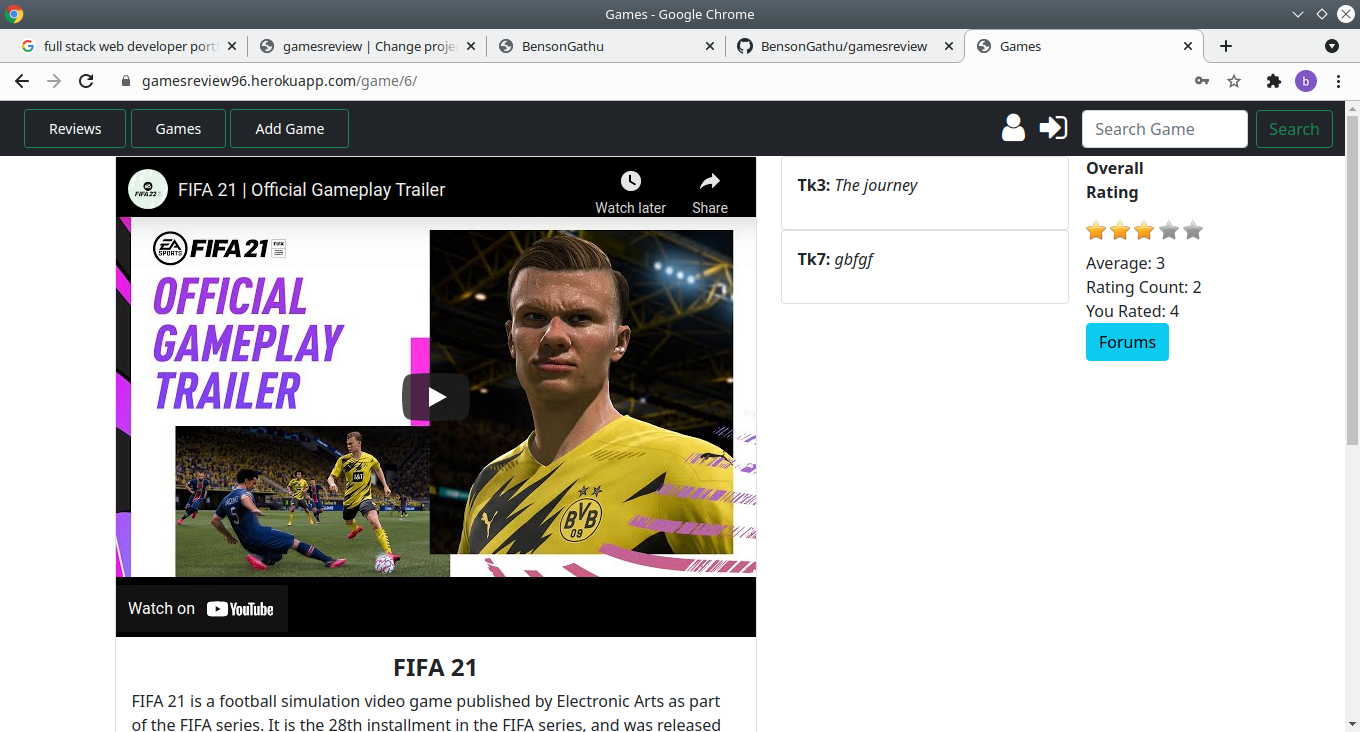 Games - Google Chrome
full stack web developer port
gamesreview | Change proje
BensonGathu
BensonGathu/gamesreview
Games
gamesreview96.herokuapp.com/game/6/
b
Reviews
Games
Add Game
Search Game
Search
FIFA 21 | Official Gameplay Trailer
Watch later
Share
EA SPORTS FIFA 21
OFFICIAL
GAMEPLAY
TRAILER
BVB
09
Watch on YouTube
FIFA 21
FIFA 21 is a football simulation video game published by Electronic Arts as part
of the FIFA series. It is the 28th installment in the FIFA series, and was released
Tk3: The journey
Tk7: gbfgf
Overall
Rating
Average: 3
Rating Count: 2
You Rated: 4
Forums